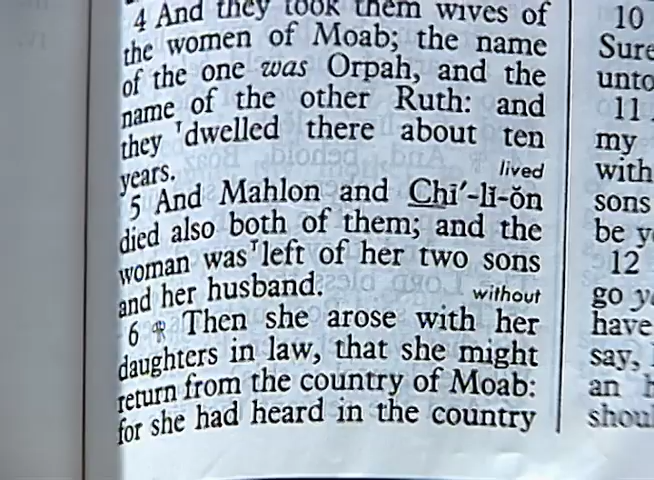 4 And they took them wives of
the women of Moab; the name
of the one was Orpah, and the
name of the other Ruth: and
they ʳdwelled there about ten
years. lived
5 And Mahlon and Chī′-lĭ-ŏn
died also both of them; and the
woman was ʳleft of her two sons
and her husband. without
6 Then she arose with her
daughters in law, that she might
return from the country of Moab:
for she had heard in the country
10
Sure
unto
11
my
with
sons
be
12
go
have
say,
an
shou